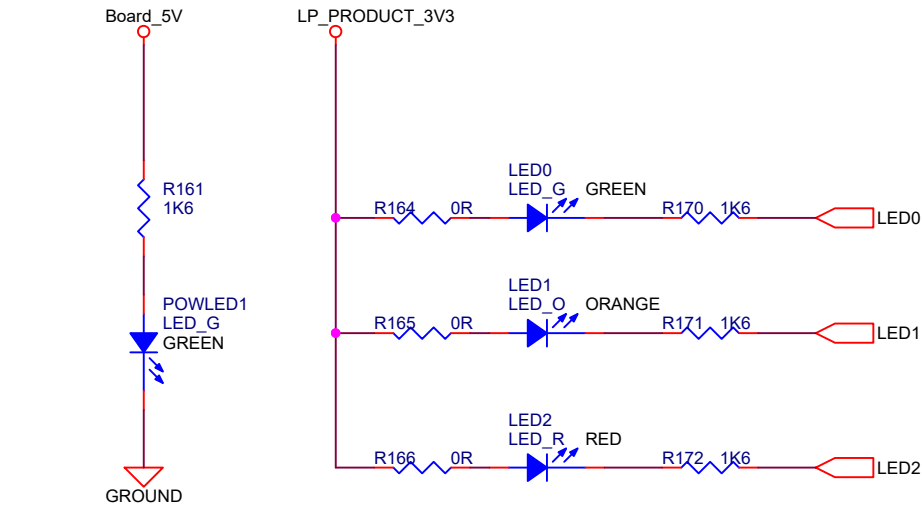 Board_5V
LP_PRODUCT_3V3
R161
1K6
POWLED1
LED_G
GREEN
GROUND
LED0
LED_G GREEN
R164 0R R170 1K6 LED0
LED1
LED_O ORANGE
R165 0R R171 1K6 LED1
LED2
LED_R RED
R166 0R R172 1K6 LED2